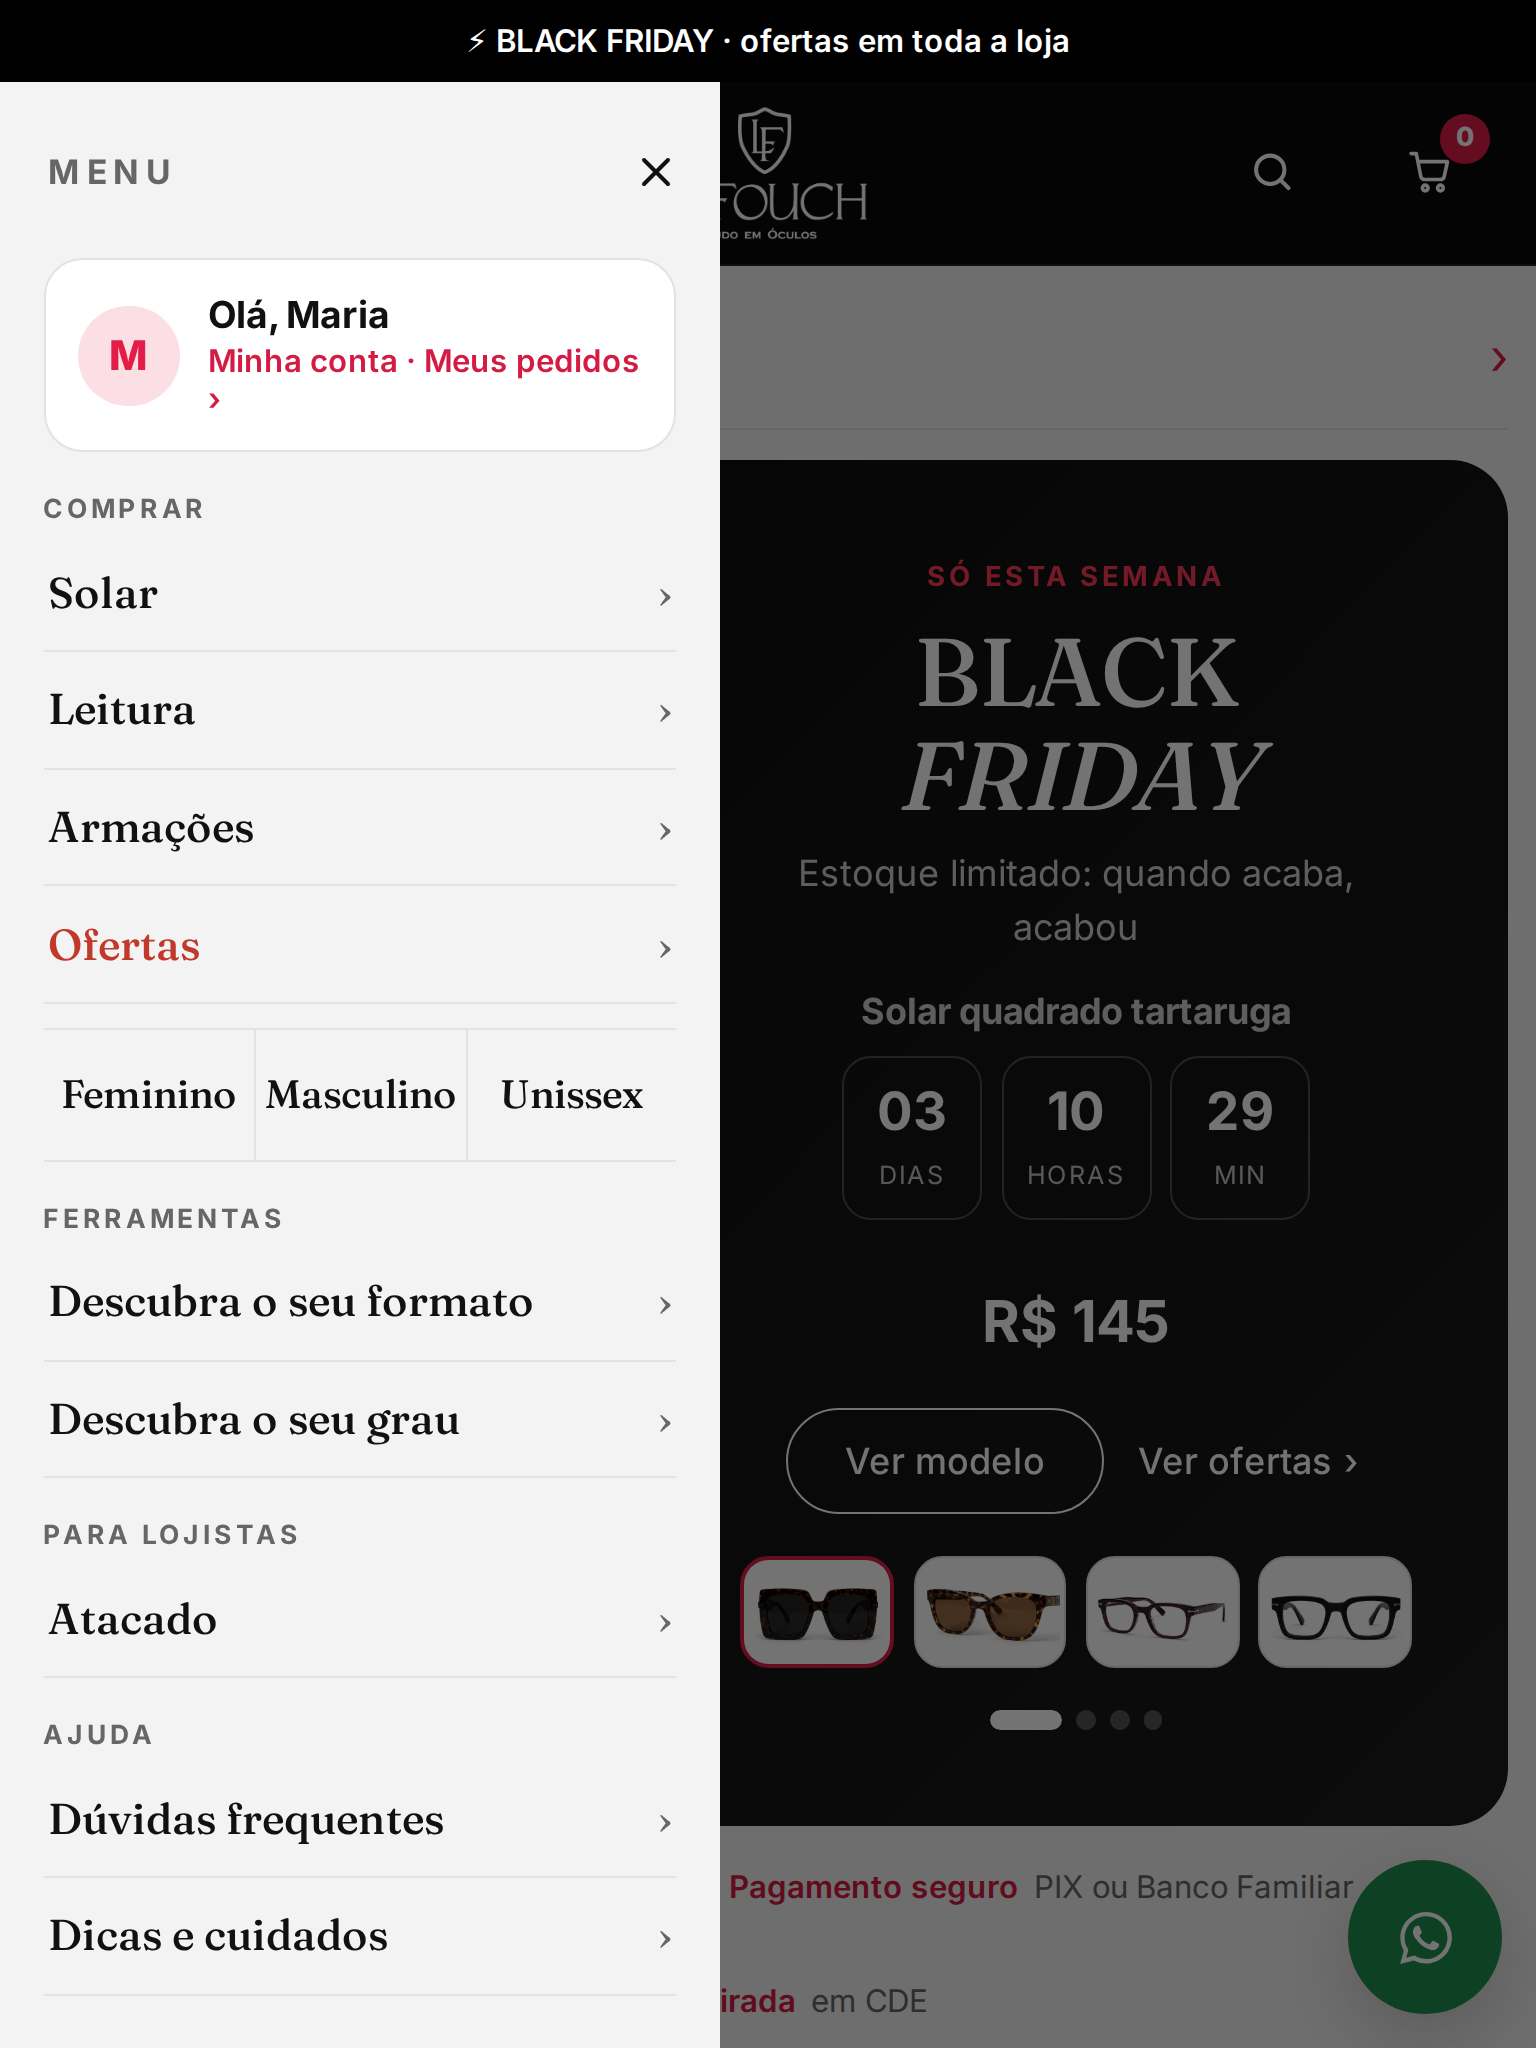 ⚡ BLACK FRIDAY · ofertas em toda a loja
MENU
LF
FOUCH
DO EM ÓCULOS
0
Olá, Maria
M
Minha conta · Meus pedidos
›
COMPRAR
Solar ›
Leitura ›
Armações ›
Ofertas ›
Feminino Masculino Unissex
FERRAMENTAS
Descubra o seu formato ›
Descubra o seu grau ›
PARA LOJISTAS
Atacado ›
AJUDA
Dúvidas frequentes ›
Dicas e cuidados ›
›
SÓ ESTA SEMANA
BLACK
FRIDAY
Estoque limitado: quando acaba,
acabou
Solar quadrado tartaruga
03 10 29
DIAS HORAS MIN
R$ 145
Ver modelo Ver ofertas ›
Pagamento seguro PIX ou Banco Familiar
irada em CDE